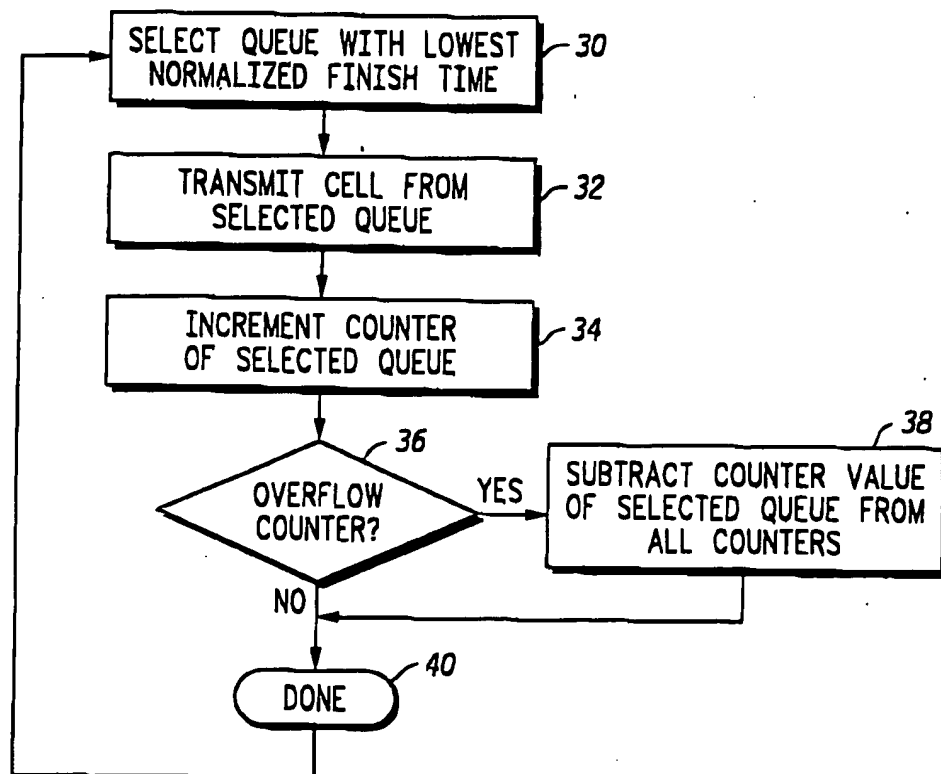 SELECT QUEUE WITH LOWEST
NORMALIZED FINISH TIME
30
TRANSMIT CELL FROM
SELECTED QUEUE
32
INCREMENT COUNTER
OF SELECTED QUEUE
34
36
OVERFLOW
COUNTER?
YES
38
SUBTRACT COUNTER VALUE
OF SELECTED QUEUE FROM
ALL COUNTERS
NO
DONE
40